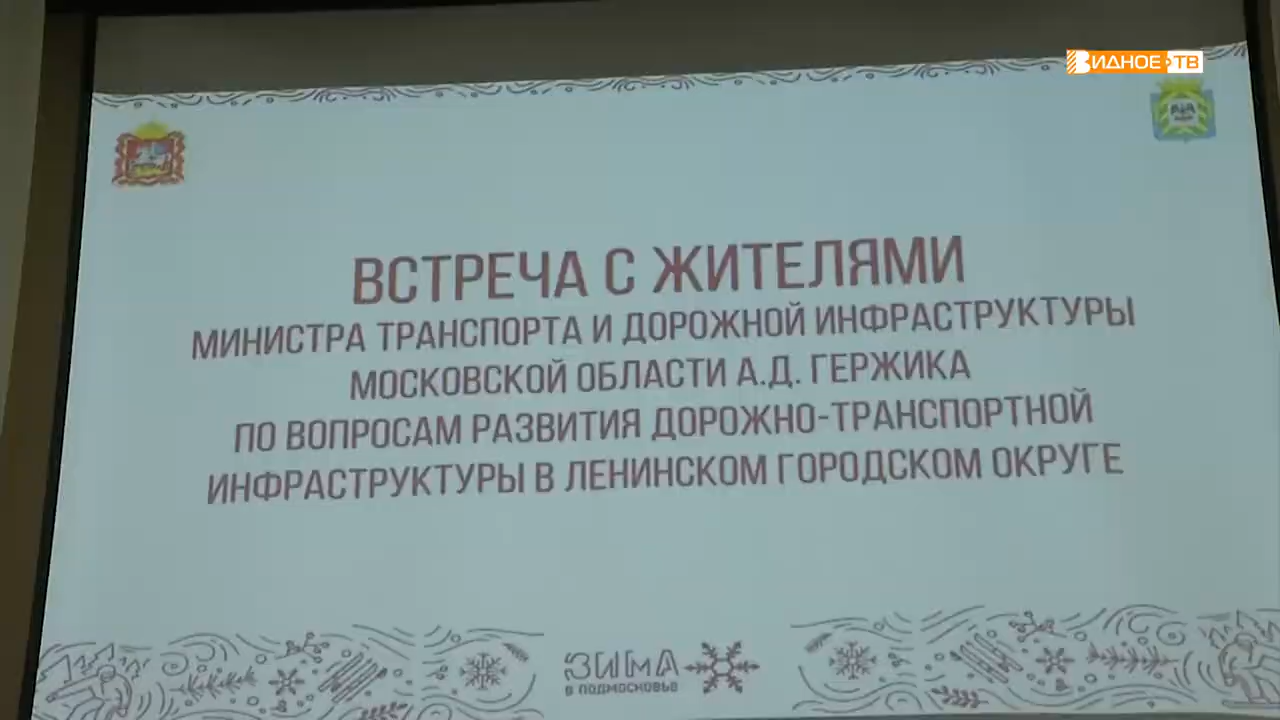 ВИДНОЕ ТВ
ВСТРЕЧА С ЖИТЕЛЯМИ
МИНИСТРА ТРАНСПОРТА И ДОРОЖНОЙ ИНФРАСТРУКТУРЫ
МОСКОВСКОЙ ОБЛАСТИ А.Д. ГЕРЖИКА
ПО ВОПРОСАМ РАЗВИТИЯ ДОРОЖНО-ТРАНСПОРТНОЙ
ИНФРАСТРУКТУРЫ В ЛЕНИНСКОМ ГОРОДСКОМ ОКРУГЕ
ЗИМА
В ПОДМОСКОВЬЕ